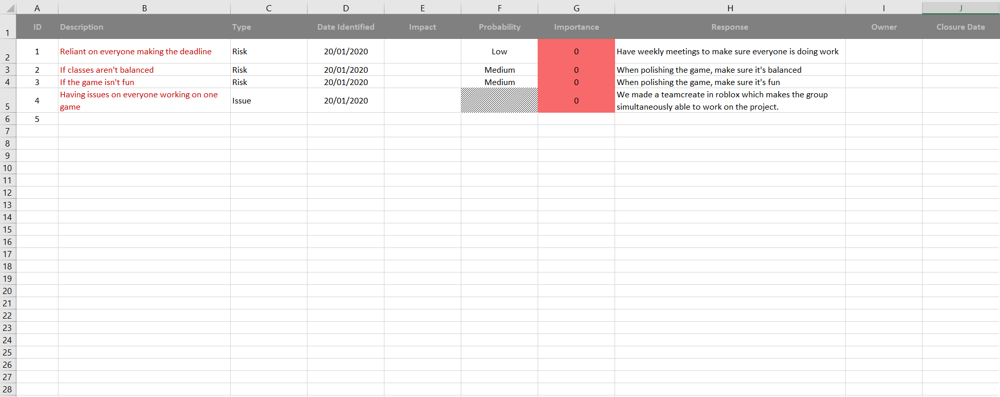 A B C D E F G H I J
1 ID Description Type Date Identified Impact Probability Importance Response Owner Closure Date
2 1 Reliant on everyone making the deadline Risk 20/01/2020 Low 0 Have weekly meetings to make sure everyone is doing work
3 2 If classes aren't balanced Risk 20/01/2020 Medium 0 When polishing the game, make sure it's balanced
4 3 If the game isn't fun Risk 20/01/2020 Medium 0 When polishing the game, make sure it's fun
5 4 Having issues on everyone working on one
game Issue 20/01/2020 0 We made a teamcreate in roblox which makes the group
simultaneously able to work on the project.
6 5
7
8
9
10
11
12
13
14
15
16
17
18
19
20
21
22
23
24
25
26
27
28